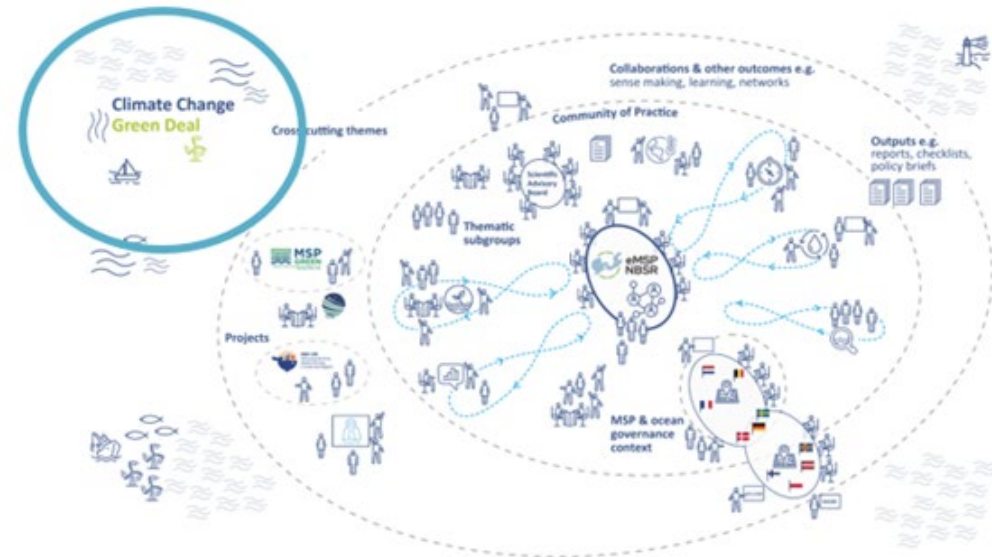 Climate Change
Green Deal
Cross cutting themes
Collaborations & other outcomes e.g.
sense making, learning, networks
Community of Practice
Outputs e.g.
reports, checklists,
policy briefs
Scientific
Advisory
Board
Thematic
subgroups
eMSP
NBSR
MSP
GREEN
Projects
MSP & ocean
governance
context